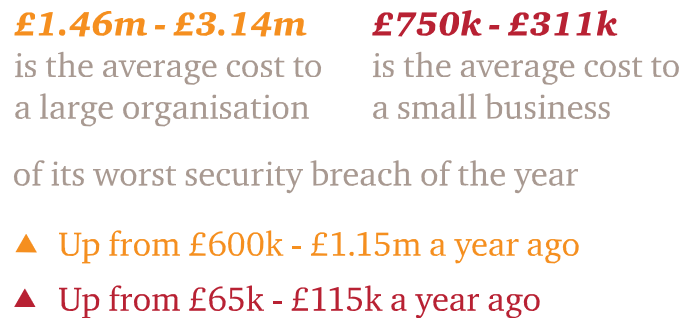 £1.46m - £3.14m
is the average cost to
a large organisation
£750k - £311k
is the average cost to
a small business
of its worst security breach of the year
▲ Up from £600k - £1.15m a year ago
▲ Up from £65k - £115k a year ago